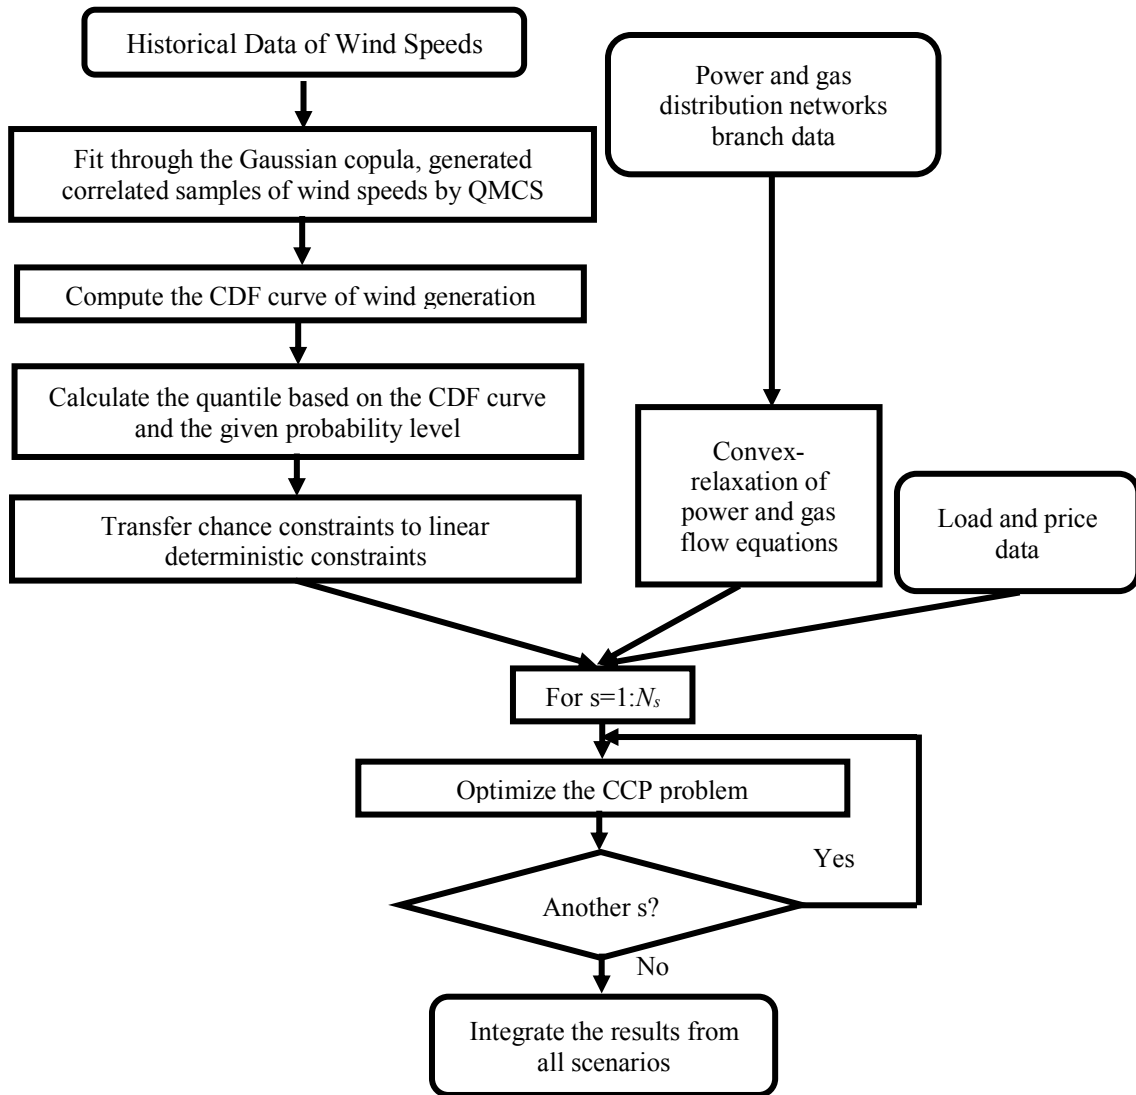 Historical Data of Wind Speeds
Power and gas
distribution networks
branch data
Fit through the Gaussian copula, generated
correlated samples of wind speeds by QMCS
Compute the CDF curve of wind generation
Calculate the quantile based on the CDF curve
and the given probability level
Transfer chance constraints to linear
deterministic constraints
Convex-
relaxation of
power and gas
flow equations
Load and price
data
For s=1:Nₛ
Optimize the CCP problem
Yes
Another s?
No
Integrate the results from
all scenarios